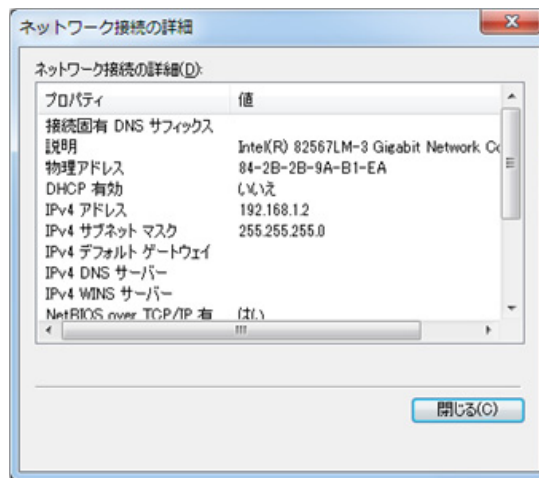 ネットワーク接続の詳細
ネットワーク接続の詳細(D):
プロパティ 値
接続固有 DNS サフィックス
説明 Intel(R) 82567LM-3 Gigabit Network Co
物理アドレス 84-2B-2B-9A-B1-EA
DHCP 有効 いいえ
IPv4 アドレス 192.168.1.2
IPv4 サブネット マスク 255.255.255.0
IPv4 デフォルト ゲートウェイ
IPv4 DNS サーバー
IPv4 WINS サーバー
NetBIOS over TCP/IP 有 はい
閉じる(C)